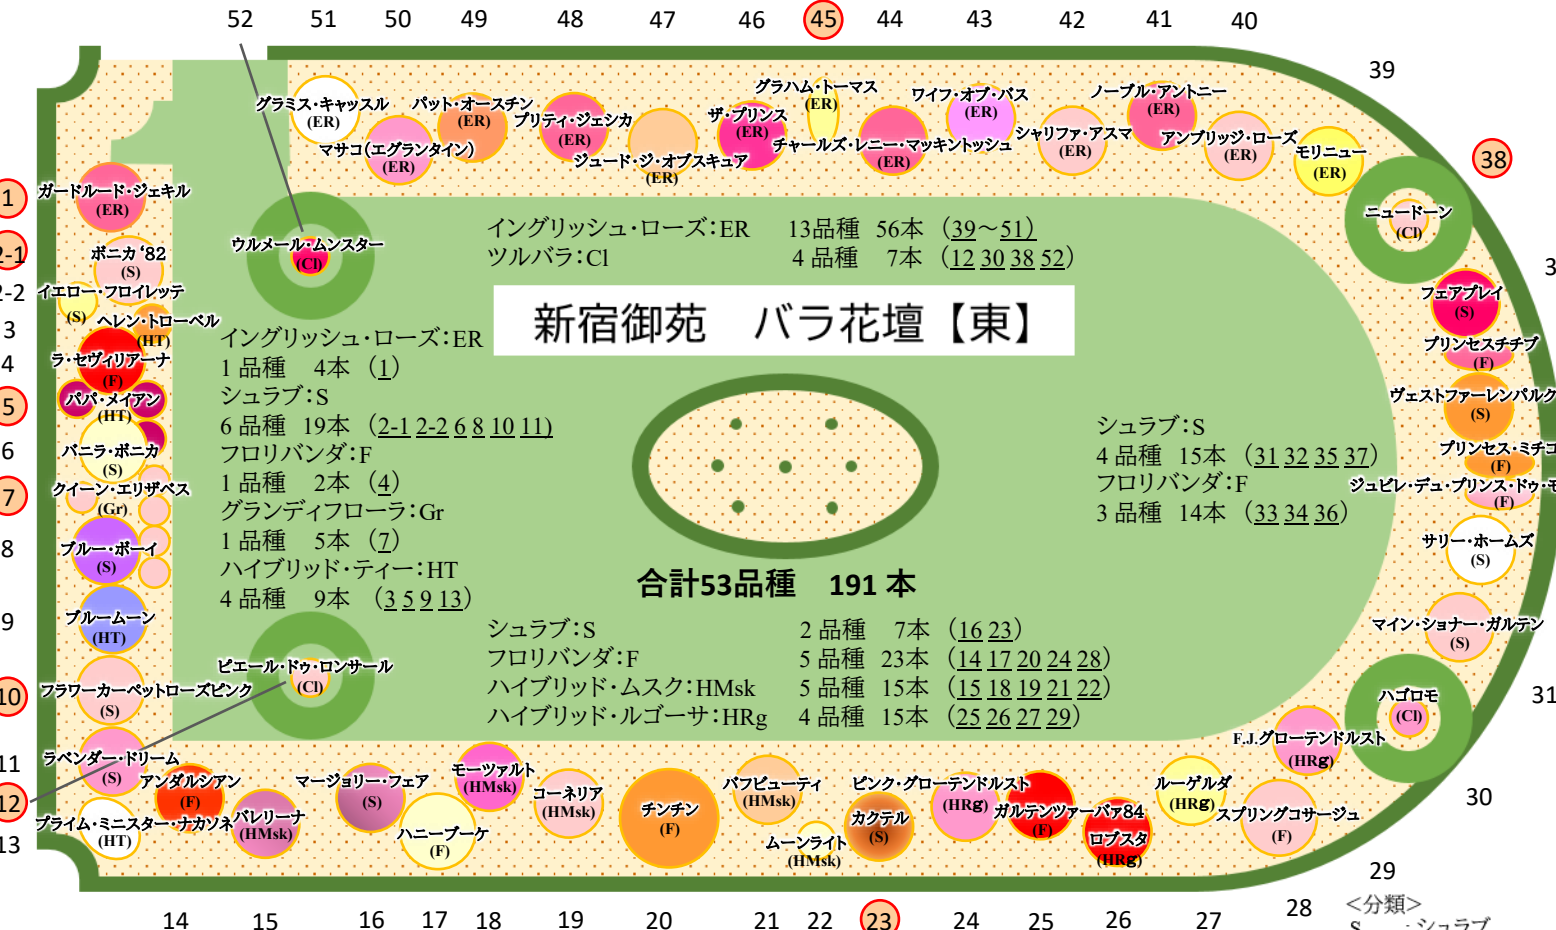 52
51
50
49
48
47
46
45
44
43
42
41
40
39
38
グラミス・キャッスル
(ER)
マサコ(エグランタイン)
(ER)
パット・オースチン
(ER)
プリティ・ジェシカ
(ER)
ジュード・ジ・オブスキュア
(ER)
ザ・プリンス
(ER)
グラハム・トーマス
(ER)
チャールズ・レニー・マッキントッシュ
(ER)
ワイフ・オブ・バス
(ER)
シャリファ・アスマ
(ER)
ノーブル・アントニー
(ER)
アンブリッジ・ローズ
(ER)
モリニュー
(ER)
ニュードーン
(Cl)
1
ガードルード・ジェキル
(ER)
2-1
ボニカ‘82
(S)
2-2
イエロー・フロイレッテ
(S)
3
ヘレン・トローベル
(HT)
4
ラ・セヴィリアーナ
(F)
5
パパ・メイアン
(HT)
6
バニラ・ボニカ
(S)
7
クイーン・エリザベス
(Gr)
8
ブルー・ボーイ
(S)
9
ブルームーン
(HT)
10
フラワーカーペットローズピンク
(S)
11
ラベンダー・ドリーム
(S)
12
13
プライム・ミニスター・ナカソネ
(HT)
ウルメール・ムンスター
(Cl)
ピエール・ドゥ・ロンサール
(Cl)
イングリッシュ・ローズ:ER 13品種 56本 (39~51)
ツルバラ:Cl 4品種 7本 (12 30 38 52)
新宿御苑 バラ花壇【東】
イングリッシュ・ローズ:ER
1品種 4本 (1)
シュラブ:S
6品種 19本 (2-1 2-2 6 8 10 11)
フロリバンダ:F
1品種 2本 (4)
グランディフローラ:Gr
1品種 5本 (7)
ハイブリッド・ティー:HT
4品種 9本 (3 5 9 13)
シュラブ:S
4品種 15本 (31 32 35 37)
フロリバンダ:F
3品種 14本 (33 34 36)
合計53品種 191本
シュラブ:S 2品種 7本 (16 23)
フロリバンダ:F 5品種 23本 (14 17 20 24 28)
ハイブリッド・ムスク:HMsk 5品種 15本 (15 18 19 21 22)
ハイブリッド・ルゴーサ:HRg 4品種 15本 (25 26 27 29)
フェアプレイ
(S)
プリンセスチチブ
(F)
ヴェストファーレンパルク
(S)
プリンセス・ミチコ
(F)
ジュビレ・デュ・プリンス・ドゥ・モ
(F)
サリー・ホームズ
(S)
マイン・ショナー・ガルテン
(S)
ハゴロモ
(Cl)
31
30
29
28
アンダルシアン
(F)
バレリーナ
(HMsk)
マージョリー・フェア
(S)
ハニーブーケ
(F)
モーツァルト
(HMsk)
コーネリア
(HMsk)
チンチン
(F)
バフビューティ
(HMsk)
ムーンライト
(HMsk)
カクテル
(S)
ピンク・グローテンドルスト
(HRg)
ガルテンツァーバァ84
(F)
ロブスタ
(HRg)
ルーゲルダ
(HRg)
スプリングコサージュ
(F)
F.J.グローテンドルスト
(HRg)
14
15
16
17
18
19
20
21
22
23
24
25
26
27
<分類>